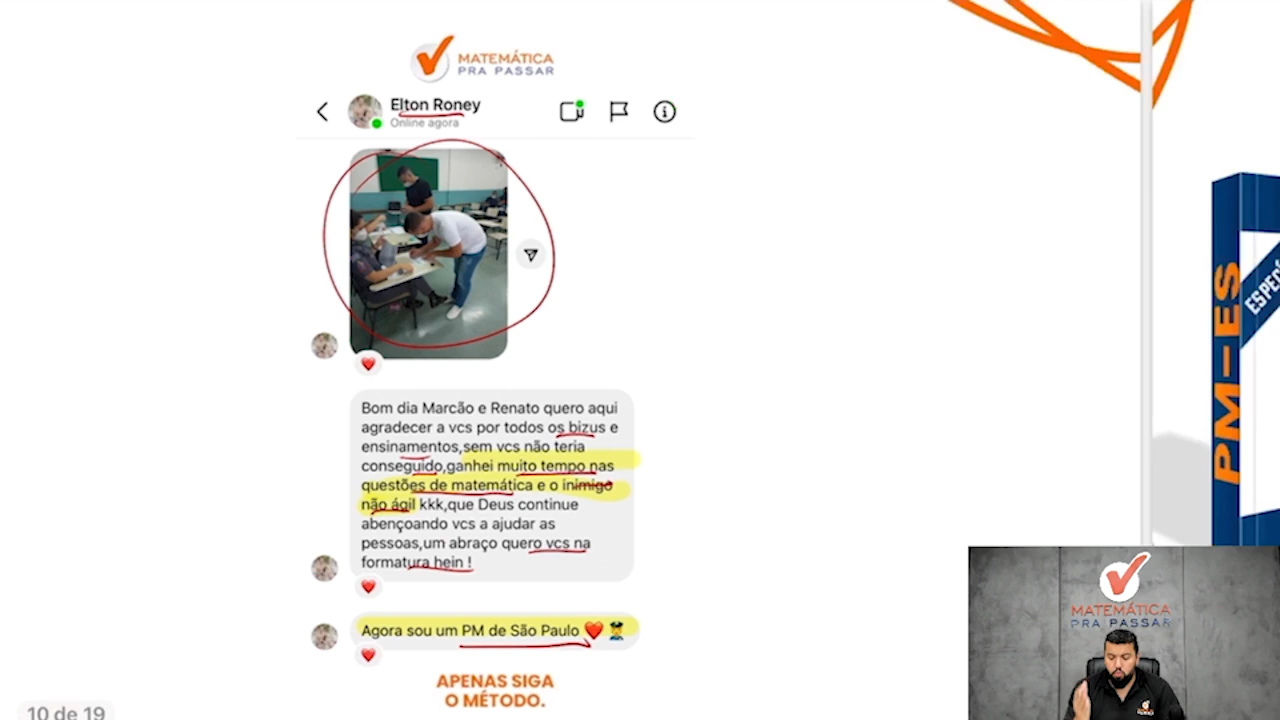 MATEMÁTICA
PRA PASSAR
Elton Roney
Online agora
Bom dia Marcão e Renato quero aqui
agradecer a vcs por todos os bizus e
ensinamentos,sem vcs não teria
conseguido,ganhei muito tempo nas
questões de matemática e o inimigo
não ágil kkk,que Deus continue
abençoando vcs a ajudar as
pessoas,um abraço quero vcs na
formatura hein !
Agora sou um PM de São Paulo
APENAS SIGA
O MÉTODO.
10 de 19
PM-ES
MATEMÁTICA
PRA PASSAR